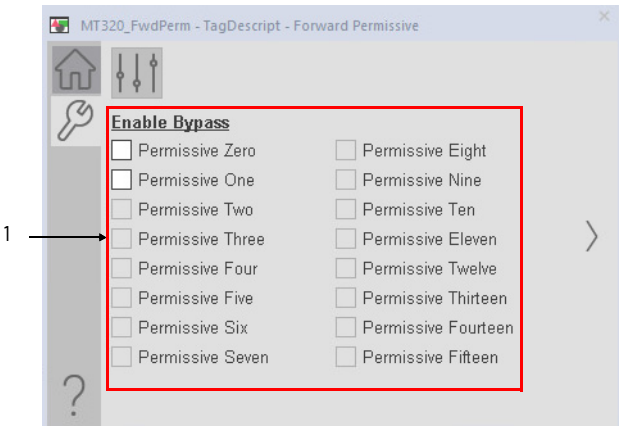 MT320_FwdPerm - TagDescript - Forward Permissive
Enable Bypass
Permissive Zero
Permissive One
Permissive Two
Permissive Three
Permissive Four
Permissive Five
Permissive Six
Permissive Seven
Permissive Eight
Permissive Nine
Permissive Ten
Permissive Eleven
Permissive Twelve
Permissive Thirteen
Permissive Fourteen
Permissive Fifteen
1
?